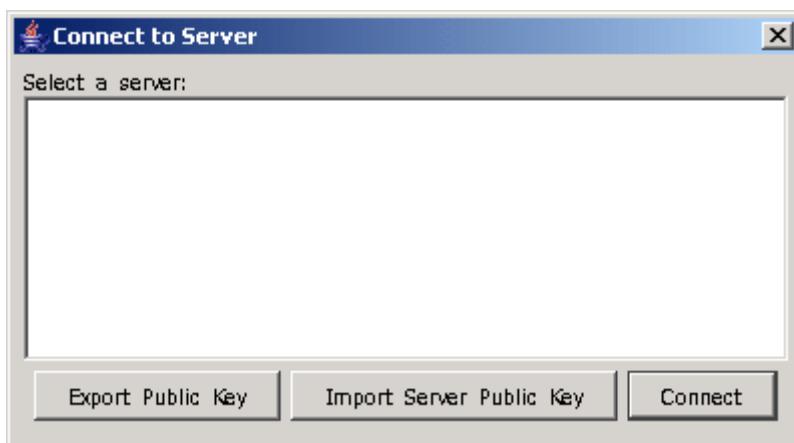 Connect to Server
Select a server:
Export Public Key Import Server Public Key Connect